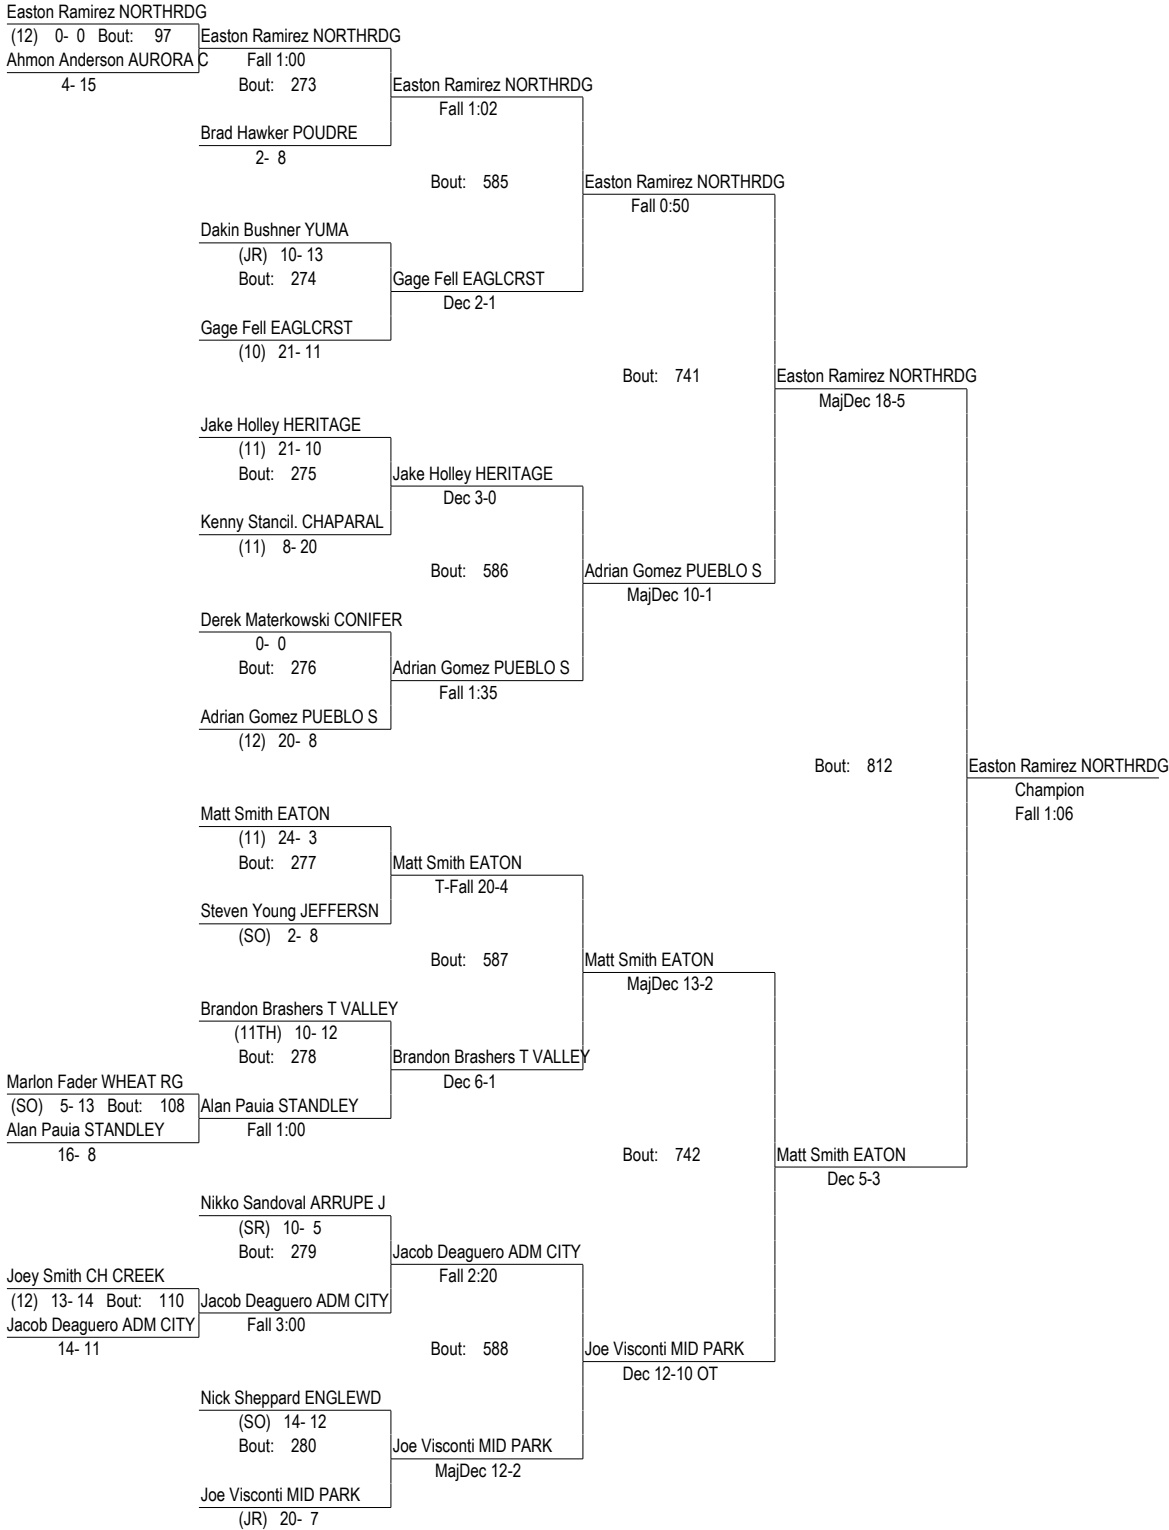 Easton Ramirez NORTHRDG
(12) 0- 0 Bout: 97 Easton Ramirez NORTHRDG
Ahmon Anderson AURORA C Fall 1:00
4- 15 Bout: 273 Easton Ramirez NORTHRDG
Fall 1:02
Brad Hawker POUDRE
2- 8
Bout: 585 Easton Ramirez NORTHRDG
Fall 0:50
Dakin Bushner YUMA
(JR) 10- 13
Bout: 274 Gage Fell EAGLCRST
Dec 2-1
Gage Fell EAGLCRST
(10) 21- 11
Bout: 741 Easton Ramirez NORTHRDG
MajDec 18-5
Jake Holley HERITAGE
(11) 21- 10
Bout: 275 Jake Holley HERITAGE
Dec 3-0
Kenny Stancil. CHAPARAL
(11) 8- 20
Bout: 586 Adrian Gomez PUEBLO S
MajDec 10-1
Derek Materkowski CONIFER
0- 0
Bout: 276 Adrian Gomez PUEBLO S
Fall 1:35
Adrian Gomez PUEBLO S
(12) 20- 8
Bout: 812 Easton Ramirez NORTHRDG
Champion
Fall 1:06
Matt Smith EATON
(11) 24- 3
Bout: 277 Matt Smith EATON
T-Fall 20-4
Steven Young JEFFERSN
(SO) 2- 8
Bout: 587 Matt Smith EATON
MajDec 13-2
Brandon Brashers T VALLEY
(11TH) 10- 12
Bout: 278 Brandon Brashers T VALLEY
Dec 6-1
Marlon Fader WHEAT RG
(SO) 5- 13 Bout: 108 Alan Pauia STANDLEY
Alan Pauia STANDLEY Fall 1:00
16- 8
Bout: 742 Matt Smith EATON
Dec 5-3
Nikko Sandoval ARRUPE J
(SR) 10- 5
Bout: 279 Jacob Deaguero ADM CITY
Fall 2:20
Joey Smith CH CREEK
(12) 13- 14 Bout: 110 Jacob Deaguero ADM CITY
Jacob Deaguero ADM CITY Fall 3:00
14- 11
Bout: 588 Joe Visconti MID PARK
Dec 12-10 OT
Nick Sheppard ENGLEWD
(SO) 14- 12
Bout: 280 Joe Visconti MID PARK
MajDec 12-2
Joe Visconti MID PARK
(JR) 20- 7